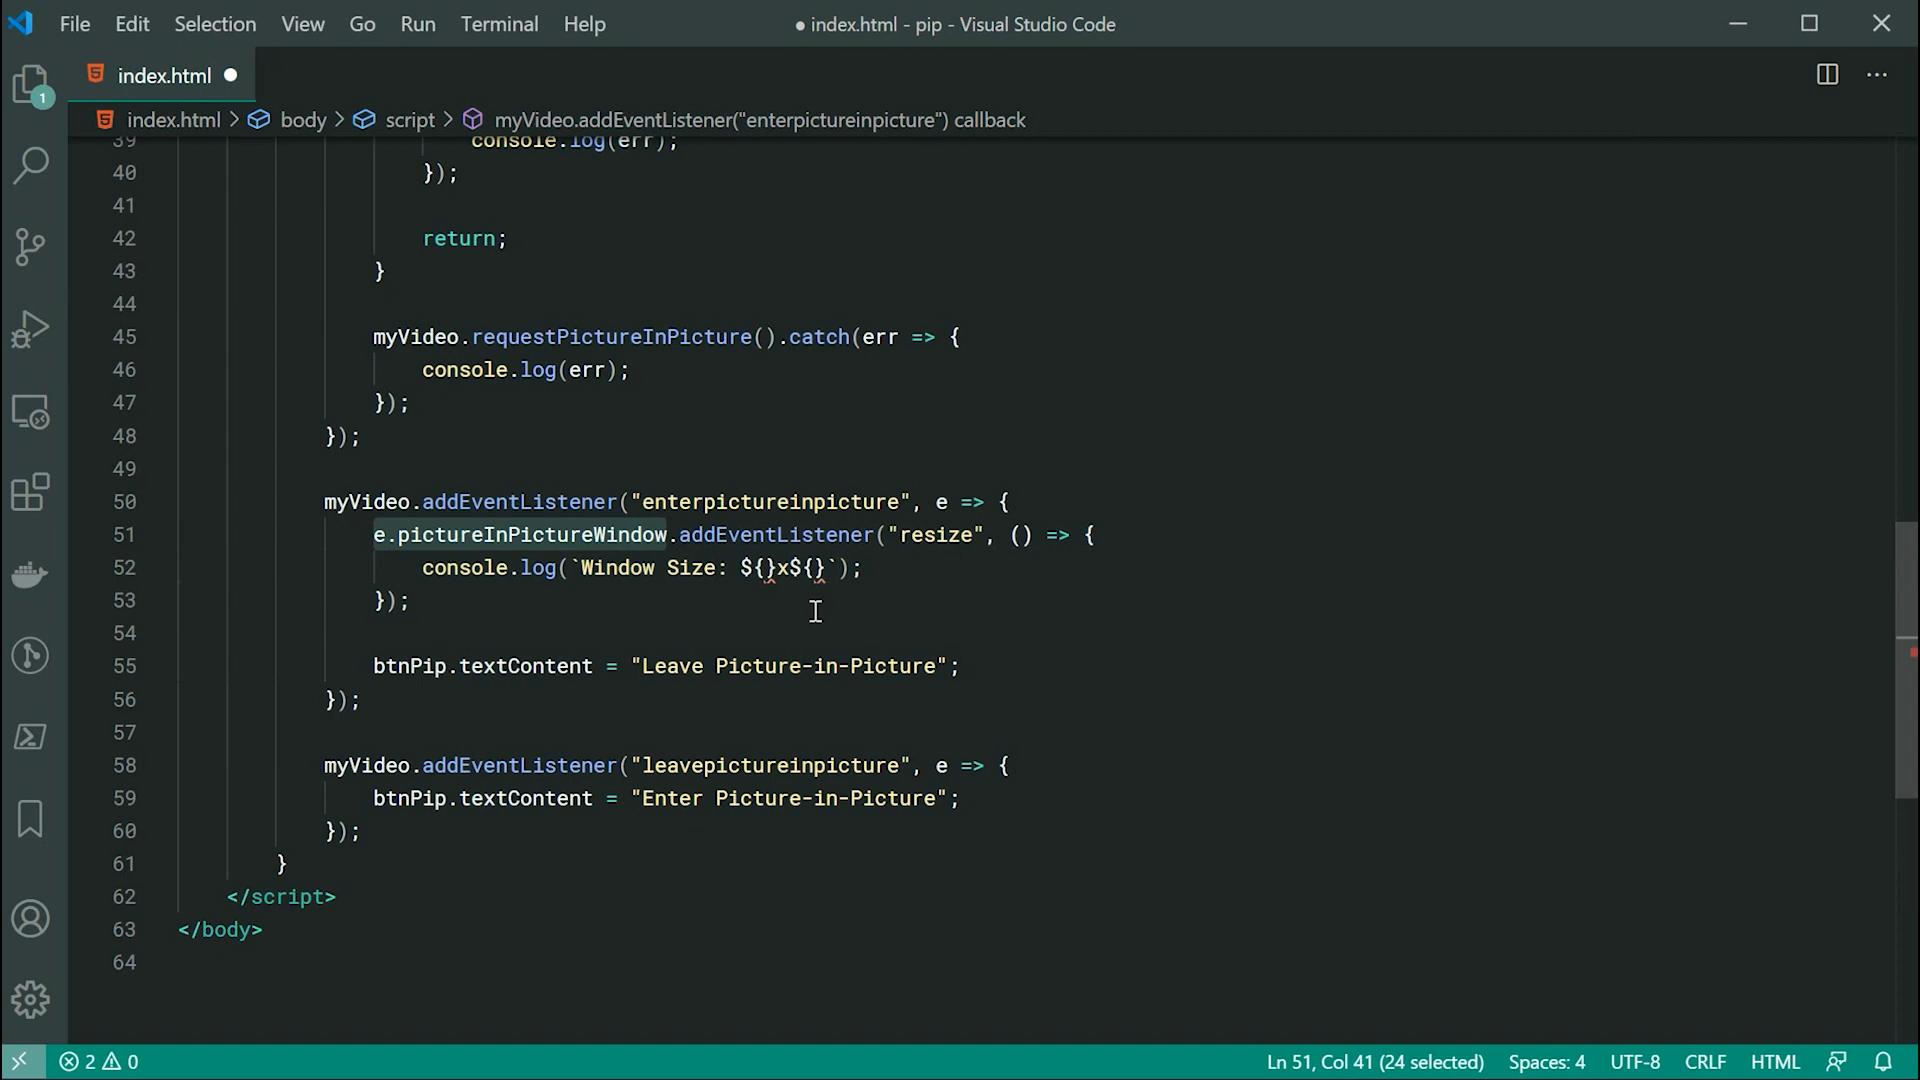 File Edit Selection View Go Run Terminal Help ● index.html - pip - Visual Studio Code
index.html ●
1
index.html > body > script > myVideo.addEventListener("enterpictureinpicture") callback
39 console.log(err);
40 });
41
42 return;
43 }
44
45 myVideo.requestPictureInPicture().catch(err => {
46 console.log(err);
47 });
48 });
49
50 myVideo.addEventListener("enterpictureinpicture", e => {
51 e.pictureInPictureWindow.addEventListener("resize", () => {
52 console.log(`Window Size: ${}x${}`);
53 });
54
55 btnPip.textContent = "Leave Picture-in-Picture";
56 });
57
58 myVideo.addEventListener("leavepictureinpicture", e => {
59 btnPip.textContent = "Enter Picture-in-Picture";
60 });
61 }
62 </script>
63 </body>
64
2 0 Ln 51, Col 41 (24 selected) Spaces: 4 UTF-8 CRLF HTML